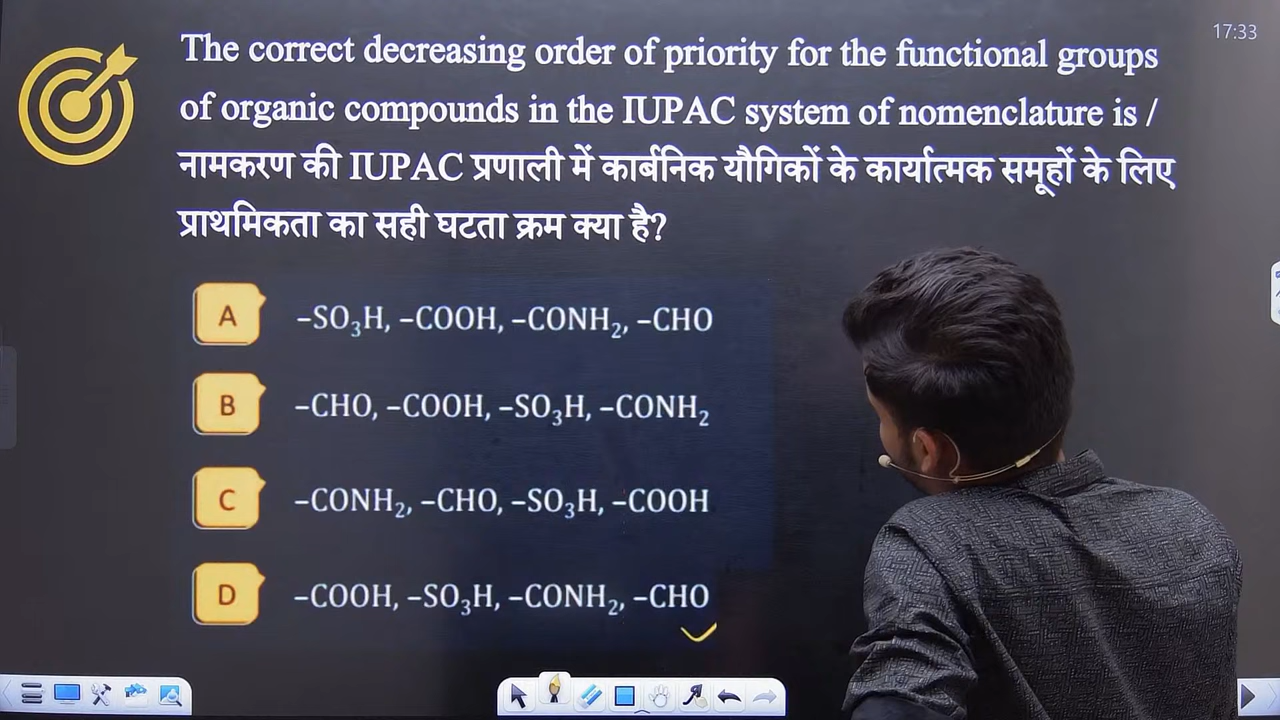 17:33
The correct decreasing order of priority for the functional groups
of organic compounds in the IUPAC system of nomenclature is /
नामकरण की IUPAC प्रणाली में कार्बनिक यौगिकों के कार्यात्मक समूहों के लिए
प्राथमिकता का सही घटता क्रम क्या है?
A –SO₃H, –COOH, –CONH₂, –CHO
B –CHO, –COOH, –SO₃H, –CONH₂
C –CONH₂, –CHO, –SO₃H, –COOH
D –COOH, –SO₃H, –CONH₂, –CHO